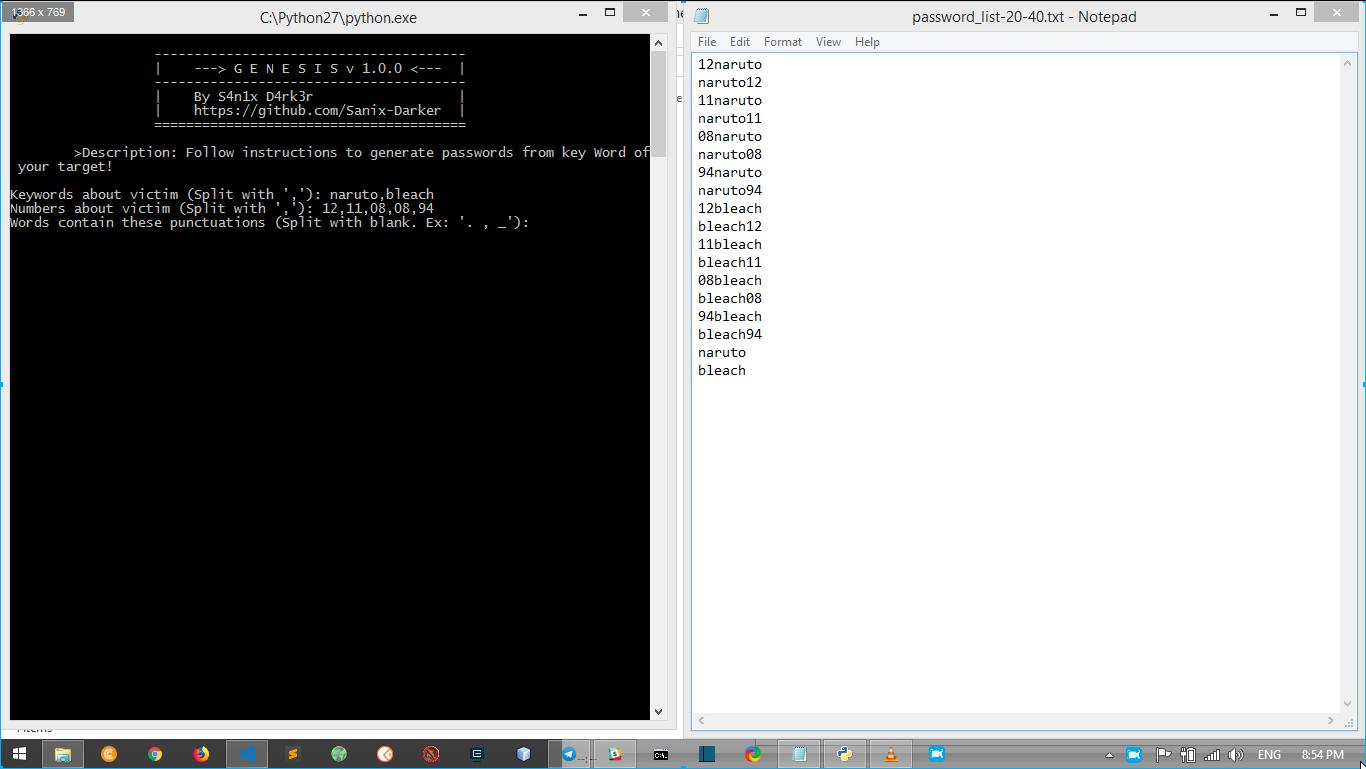 1366 x 769
C:\Python27\python.exe
---------------------------------------
|    ---> G E N E S I S v 1.0.0 <---  |
---------------------------------------
|    By S4n1x D4rk3r                  |
|    https://github.com/Sanix-Darker  |
=======================================
>Description: Follow instructions to generate passwords from key Word of
your target!
Keywords about victim (Split with ','): naruto,bleach
Numbers about victim (Split with ','): 12,11,08,08,94
Words contain these punctuations (Split with blank. Ex: '. , _'):
password_list-20-40.txt - Notepad
File Edit Format View Help
12naruto
naruto12
11naruto
naruto11
08naruto
naruto08
94naruto
naruto94
12bleach
bleach12
11bleach
bleach11
08bleach
bleach08
94bleach
bleach94
naruto
bleach
ENG 8:54 PM